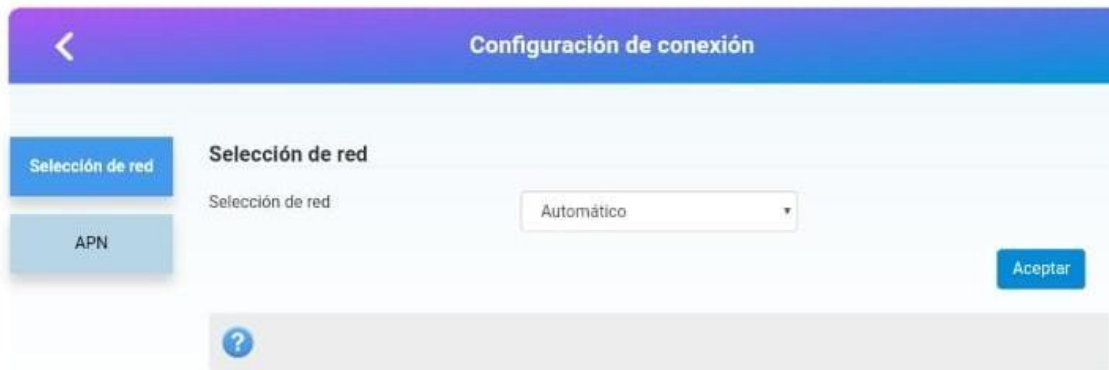 Configuración de conexión
Selección de red
APN
Selección de red
Selección de red
Automático
Aceptar
?